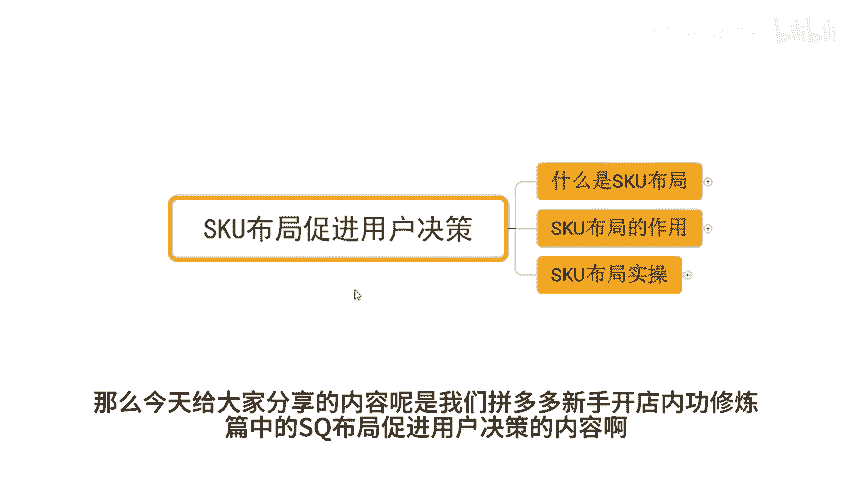 什么是SKU布局
SKU布局促进用户决策
SKU布局的作用
SKU布局实操
那么今天给大家分享的内容呢是我们拼多多新手开店内功修炼
篇中的SQ布局促进用户决策的内容啊